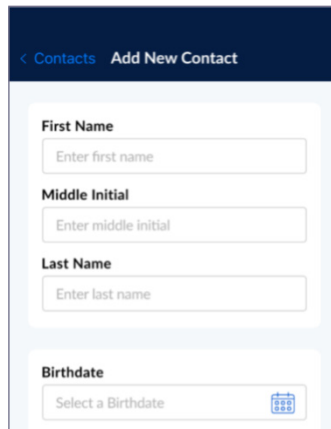 < Contacts Add New Contact
First Name
Enter first name
Middle Initial
Enter middle initial
Last Name
Enter last name
Birthdate
Select a Birthdate